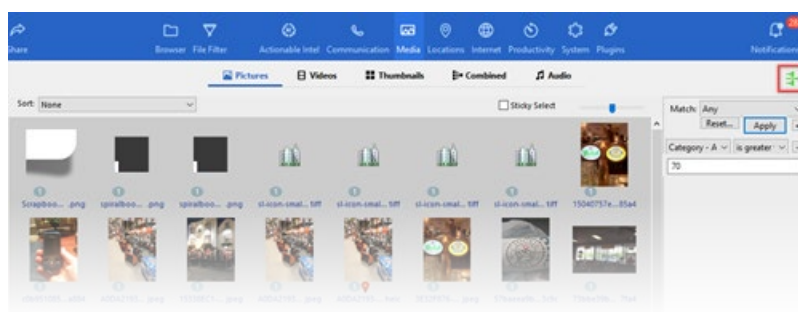 Share Browser File Filter Actionable Intel Communication Media Locations Internet Productivity System Plugins Notifications
28
Pictures Videos Thumbnails Combined Audio
Sort: None Sticky Select Match: Any
Reset... Apply
Category - A is greater
70
Scrapboo... .png spiralboo... .png spiralboo... .png sl-icon-smal... tiff sl-icon-smal... tiff sl-icon-smal... tiff sl-icon-smal... tiff 15040757e...85a4